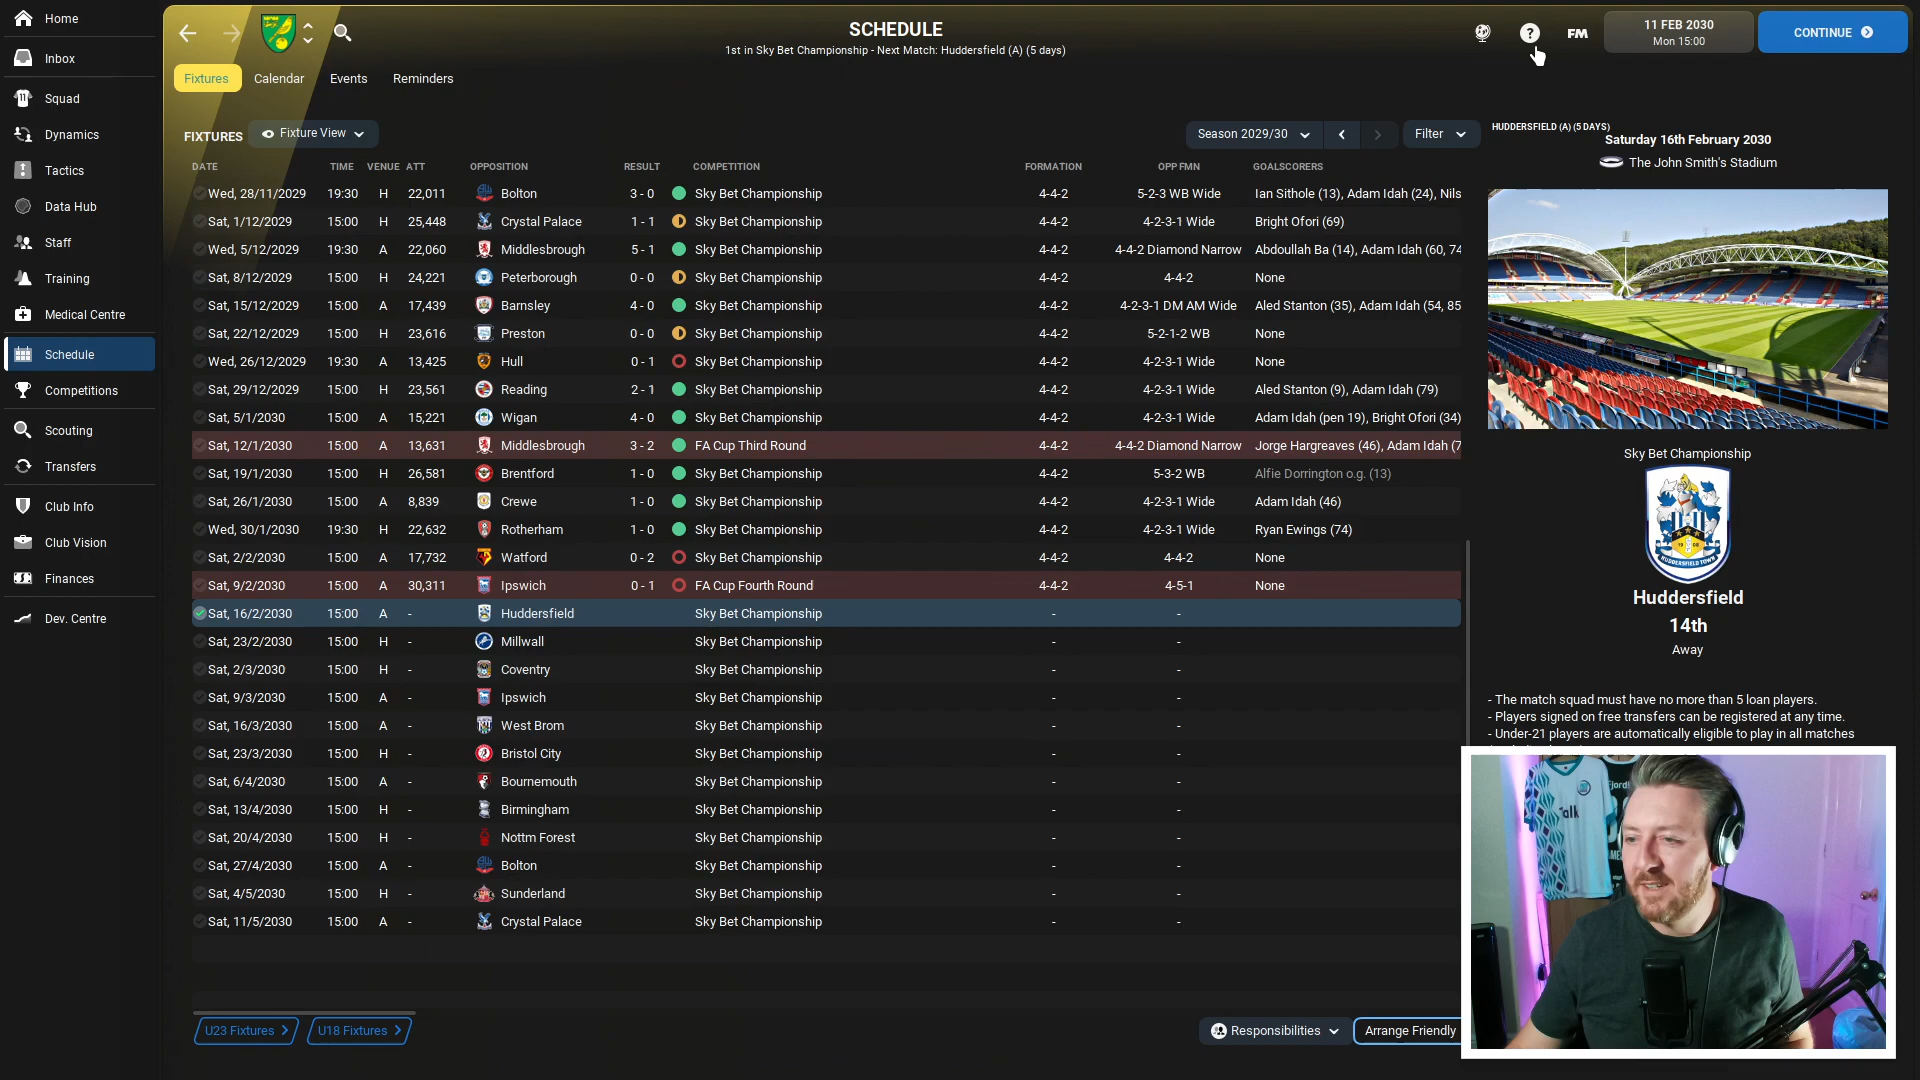 Home
Inbox
Squad
Dynamics
Tactics
Data Hub
Staff
Training
Medical Centre
Schedule
Competitions
Scouting
Transfers
Club Info
Club Vision
Finances
Dev. Centre
SCHEDULE
1st in Sky Bet Championship - Next Match: Huddersfield (A) (5 days)
FM
11 FEB 2030
Mon 15:00
CONTINUE
Fixtures Calendar Events Reminders
FIXTURES Fixture View Season 2029/30 Filter
DATE TIME VENUE ATT OPPOSITION RESULT COMPETITION FORMATION OPP FMN GOALSCORERS
Wed, 28/11/2029 19:30 H 22,011 Bolton 3 - 0 Sky Bet Championship 4-4-2 5-2-3 WB Wide Ian Sithole (13), Adam Idah (24), Nils
Sat, 1/12/2029 15:00 H 25,448 Crystal Palace 1 - 1 Sky Bet Championship 4-4-2 4-2-3-1 Wide Bright Ofori (69)
Wed, 5/12/2029 19:30 A 22,060 Middlesbrough 5 - 1 Sky Bet Championship 4-4-2 4-4-2 Diamond Narrow Abdoullah Ba (14), Adam Idah (60, 74
Sat, 8/12/2029 15:00 H 24,221 Peterborough 0 - 0 Sky Bet Championship 4-4-2 4-4-2 None
Sat, 15/12/2029 15:00 A 17,439 Barnsley 4 - 0 Sky Bet Championship 4-4-2 4-2-3-1 DM AM Wide Aled Stanton (35), Adam Idah (54, 85
Sat, 22/12/2029 15:00 H 23,616 Preston 0 - 0 Sky Bet Championship 4-4-2 5-2-1-2 WB None
Wed, 26/12/2029 19:30 A 13,425 Hull 0 - 1 Sky Bet Championship 4-4-2 4-2-3-1 Wide None
Sat, 29/12/2029 15:00 H 23,561 Reading 2 - 1 Sky Bet Championship 4-4-2 4-2-3-1 Wide Aled Stanton (9), Adam Idah (79)
Sat, 5/1/2030 15:00 A 15,221 Wigan 4 - 0 Sky Bet Championship 4-4-2 4-2-3-1 Wide Adam Idah (pen 19), Bright Ofori (34)
Sat, 12/1/2030 15:00 A 13,631 Middlesbrough 3 - 2 FA Cup Third Round 4-4-2 4-4-2 Diamond Narrow Jorge Hargreaves (46), Adam Idah (7
Sat, 19/1/2030 15:00 H 26,581 Brentford 1 - 0 Sky Bet Championship 4-4-2 5-3-2 WB Alfie Dorrington o.g. (13)
Sat, 26/1/2030 15:00 A 8,839 Crewe 1 - 0 Sky Bet Championship 4-4-2 4-2-3-1 Wide Adam Idah (46)
Wed, 30/1/2030 19:30 H 22,632 Rotherham 1 - 0 Sky Bet Championship 4-4-2 4-2-3-1 Wide Ryan Ewings (74)
Sat, 2/2/2030 15:00 A 17,732 Watford 0 - 2 Sky Bet Championship 4-4-2 4-4-2 None
Sat, 9/2/2030 15:00 A 30,311 Ipswich 0 - 1 FA Cup Fourth Round 4-4-2 4-5-1 None
Sat, 16/2/2030 15:00 A - Huddersfield Sky Bet Championship - -
Sat, 23/2/2030 15:00 H - Millwall Sky Bet Championship - -
Sat, 2/3/2030 15:00 H - Coventry Sky Bet Championship - -
Sat, 9/3/2030 15:00 A - Ipswich Sky Bet Championship - -
Sat, 16/3/2030 15:00 A - West Brom Sky Bet Championship - -
Sat, 23/3/2030 15:00 H - Bristol City Sky Bet Championship - -
Sat, 6/4/2030 15:00 A - Bournemouth Sky Bet Championship - -
Sat, 13/4/2030 15:00 H - Birmingham Sky Bet Championship - -
Sat, 20/4/2030 15:00 H - Nottm Forest Sky Bet Championship - -
Sat, 27/4/2030 15:00 A - Bolton Sky Bet Championship - -
Sat, 4/5/2030 15:00 H - Sunderland Sky Bet Championship - -
Sat, 11/5/2030 15:00 A - Crystal Palace Sky Bet Championship - -
U23 Fixtures U18 Fixtures Responsibilities Arrange Friendly
HUDDERSFIELD (A) (5 DAYS)
Saturday 16th February 2030
The John Smith's Stadium
Sky Bet Championship
HUDDERSFIELD TOWN
Huddersfield
14th
Away
- The match squad must have no more than 5 loan players.
- Players signed on free transfers can be registered at any time.
- Under-21 players are automatically eligible to play in all matches
Talk